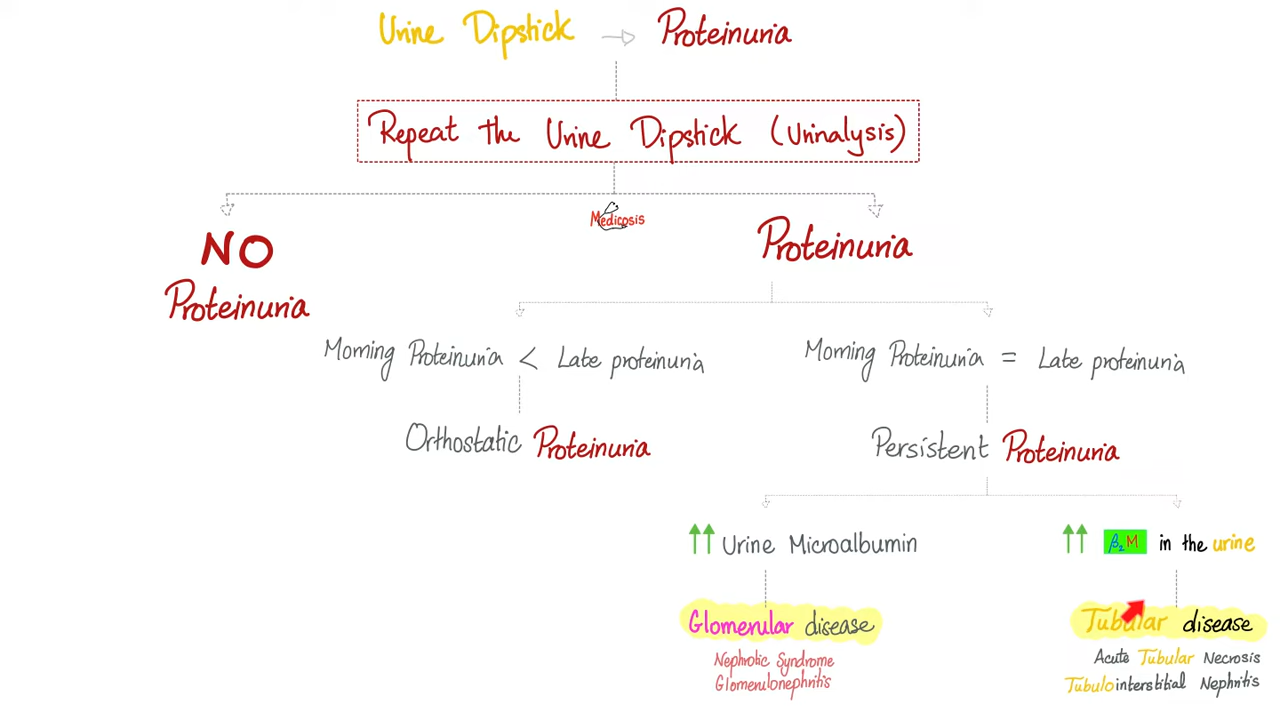 Urine Dipstick → Proteinuria
Repeat the Urine Dipstick (Urinalysis)
Medicosis
NO
Proteinuria
Proteinuria
Morning Proteinuria < Late proteinuria
Morning Proteinuria = Late proteinuria
Orthostatic Proteinuria
Persistent Proteinuria
↑↑ Urine Microalbumin
↑↑ β₂M in the urine
Glomerular disease
Tubular disease
Nephrotic Syndrome
Glomerulonephritis
Acute Tubular Necrosis
Tubulointerstitial Nephritis